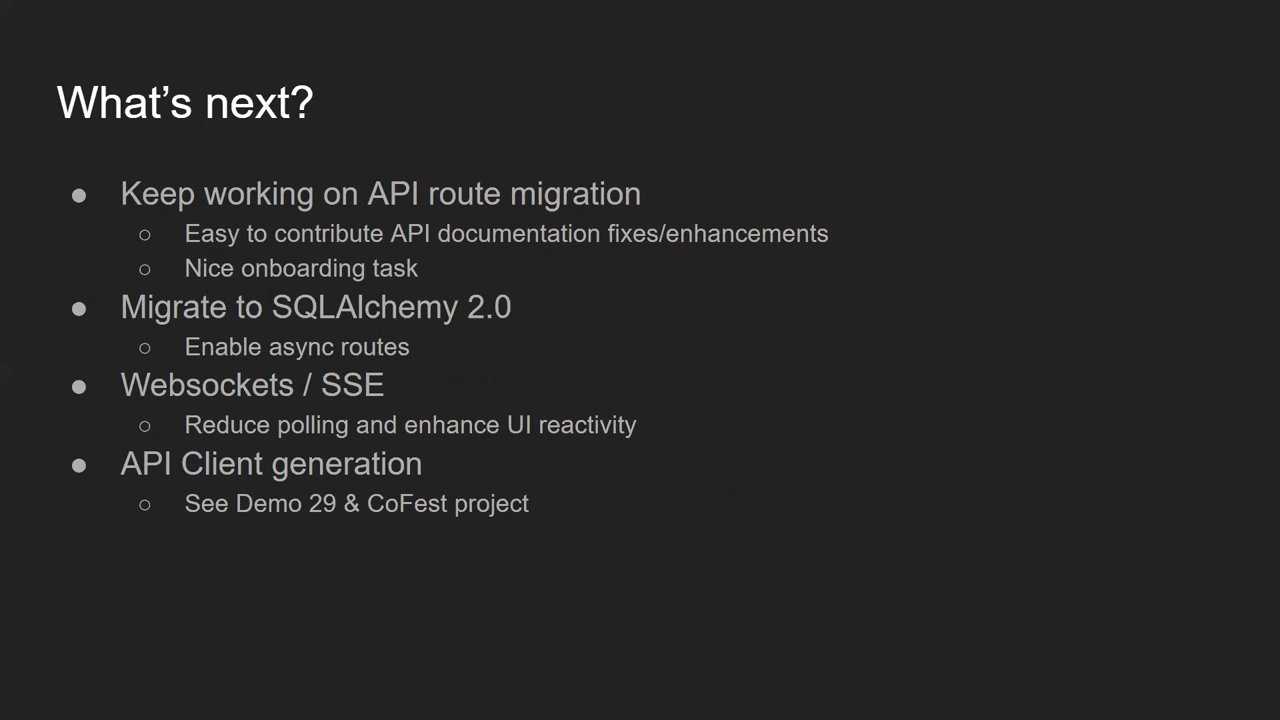 What’s next?
● Keep working on API route migration
○ Easy to contribute API documentation fixes/enhancements
○ Nice onboarding task
● Migrate to SQLAlchemy 2.0
○ Enable async routes
● Websockets / SSE
○ Reduce polling and enhance UI reactivity
● API Client generation
○ See Demo 29 & CoFest project